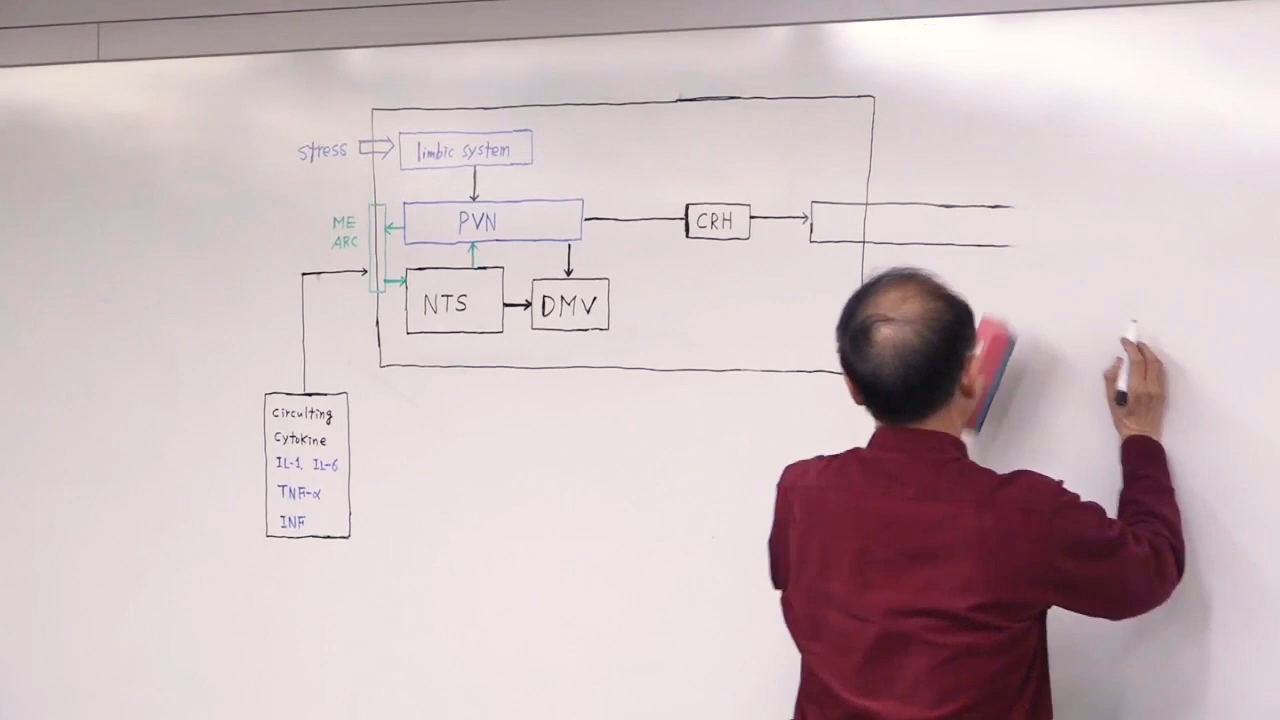 stress
limbic system
PVN
CRH
ME
ARC
NTS
DMV
Circulting
Cytokine
IL-1, IL-6
TNF-α
INF